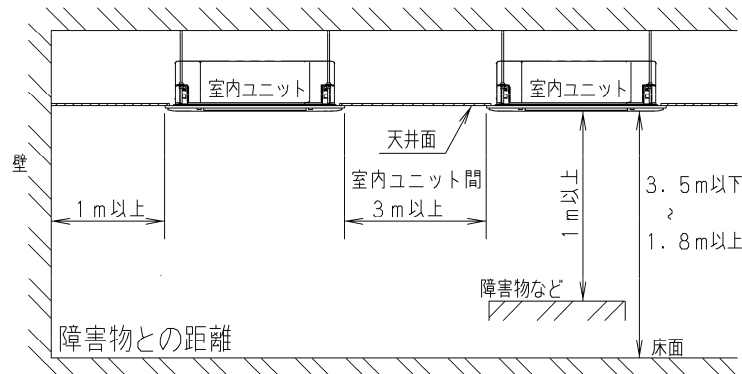 室内ユニット
室内ユニット
天井面
壁
室内ユニット間
1m以上
3m以上
1m以上
3.5m以下
~
1.8m以上
障害物など
障害物との距離
床面